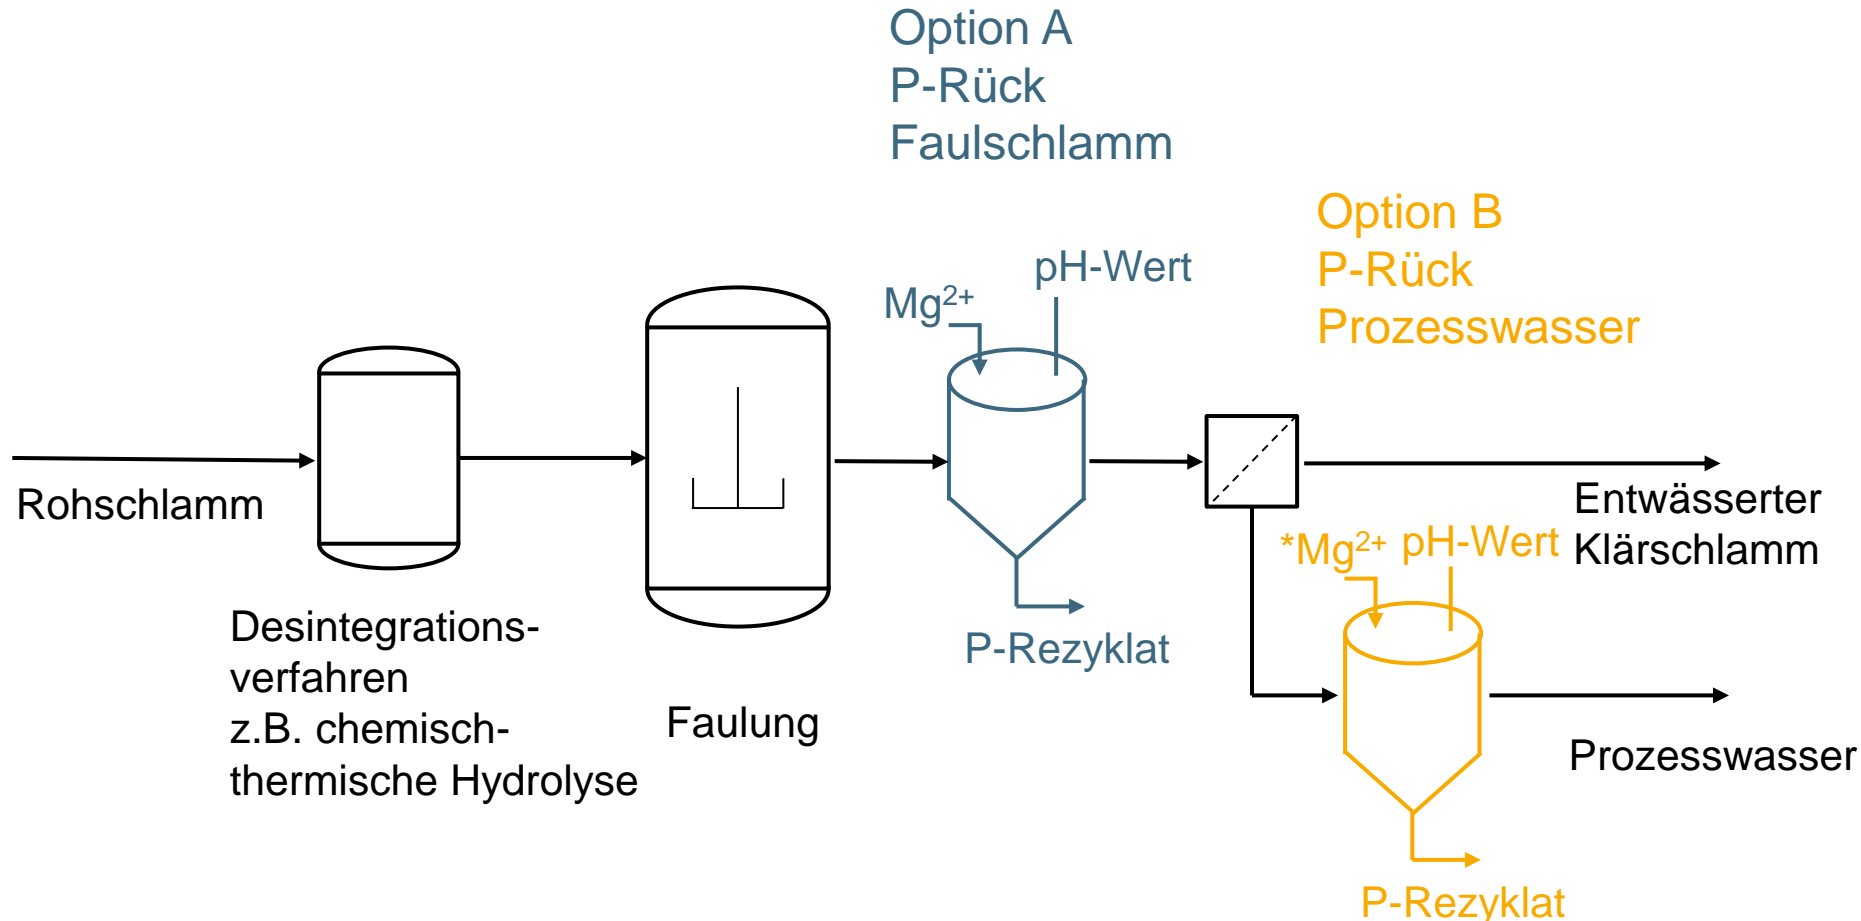 Option A
P-Rück
Faulschlamm
Option B
P-Rück
Prozesswasser
pH-Wert
Mg²⁺
Rohschlamm
Entwässerter
Klärschlamm
*Mg²⁺ pH-Wert
Desintegrations-
verfahren
z.B. chemisch-
thermische Hydrolyse
Faulung
P-Rezyklat
Prozesswasser
P-Rezyklat